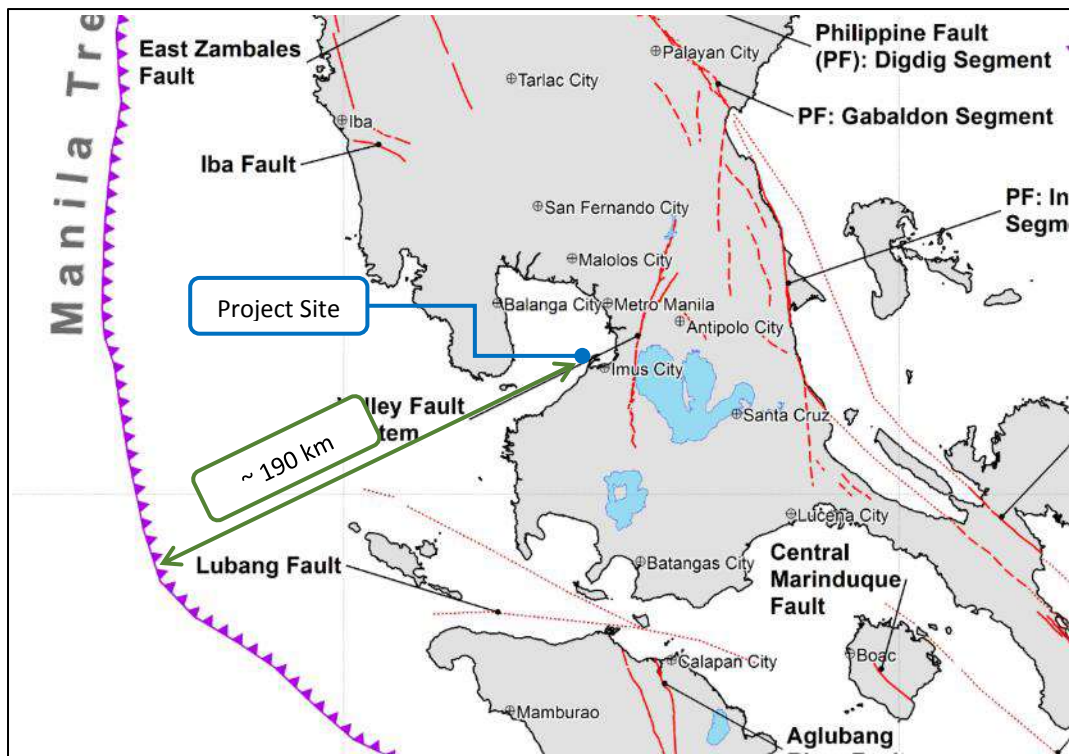 Manila Tre
East Zambales
Fault
Palayan City
Philippine Fault
(PF): Digdig Segment
Tarlac City
PF: Gabaldon Segment
Iba
Iba Fault
San Fernando City
PF: In
Segm
Malolos City
Project Site
Balanga City
Metro Manila
Antipolo City
Imus City
lley Fault
tem
Santa Cruz
~ 190 km
Lucena City
Lubang Fault
Batangas City
Central
Marinduque
Fault
Boac
Calapan City
Mamburao
Aglubang